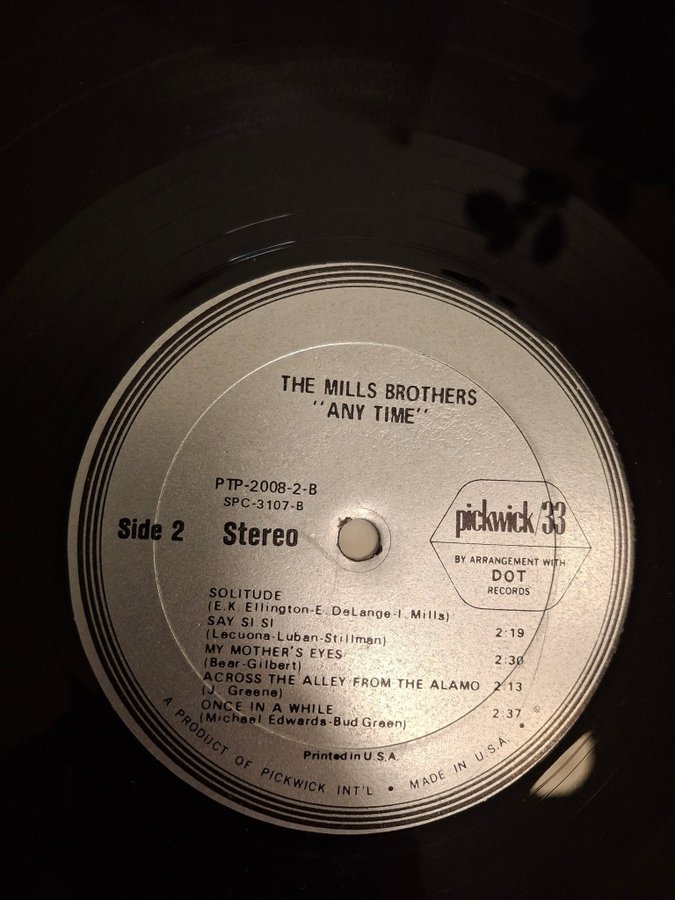 THE MILLS BROTHERS
"ANY TIME"
PTP-2008-2-B
SPC-3107-B
Side 2 Stereo
pickwick/33
BY ARRANGEMENT WITH
DOT
RECORDS
SOLITUDE
(E.K. Ellington-E. DeLange-I. Mills)
SAY SI SI 2:19
(Lecuona-Luban-Stillman)
MY MOTHER'S EYES 2:30
(Bear-Gilbert)
ACROSS THE ALLEY FROM THE ALAMO 2:13
(J. Greene)
ONCE IN A WHILE 2:37
(Michael Edwards-Bud Green)
Printed in U.S.A.
A PRODUCT OF PICKWICK INT'L • MADE IN U.S.A. • ©